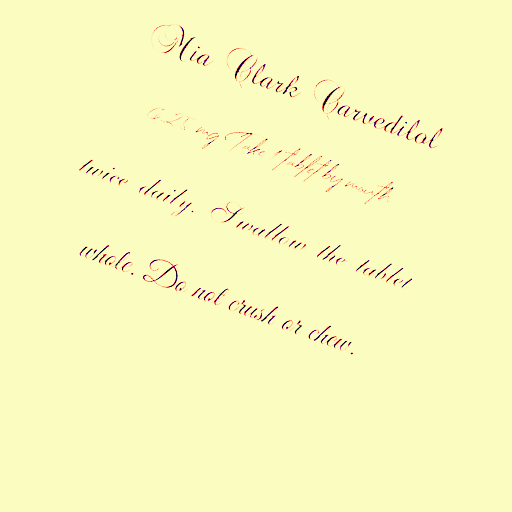 Mia Clark Carvedilol
6.25 mg Take 1 tablet by mouth
twice daily. Swallow the tablet
whole. Do not crush or chew.